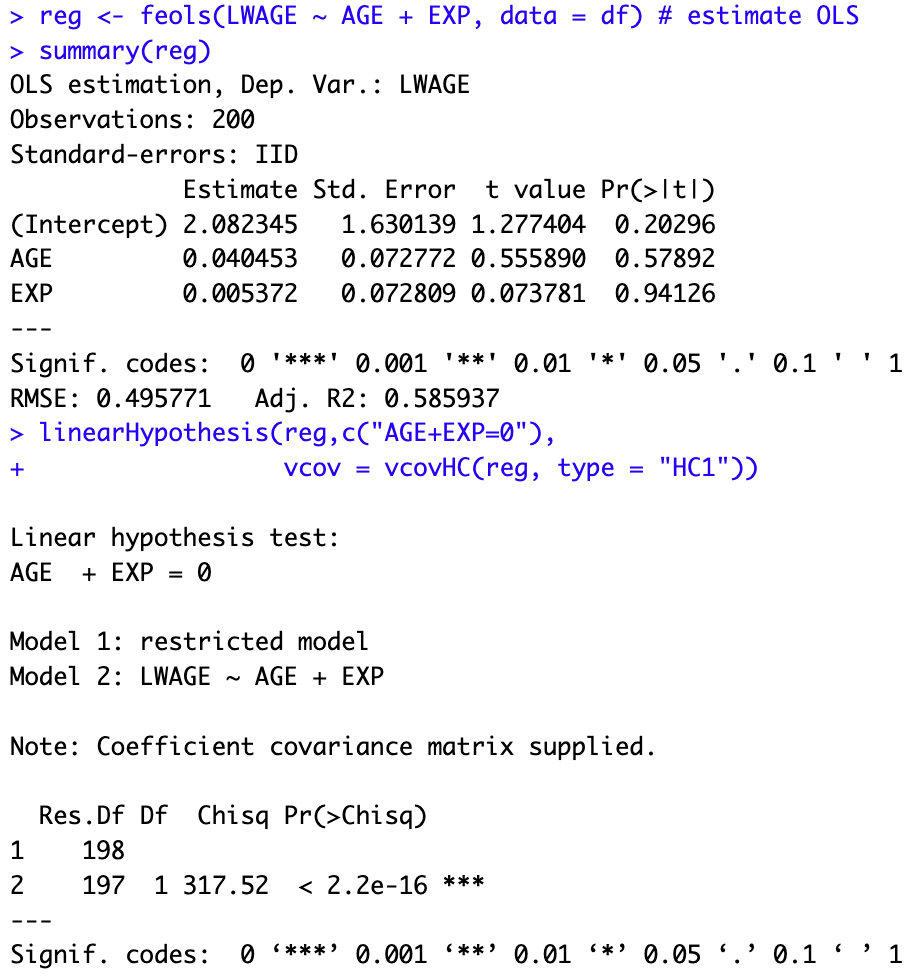 > reg <- feols(LWAGE ~ AGE + EXP, data = df) # estimate OLS
> summary(reg)
OLS estimation, Dep. Var.: LWAGE
Observations: 200
Standard-errors: IID
            Estimate Std. Error  t value Pr(>|t|)
(Intercept) 2.082345   1.630139 1.277404  0.20296
AGE         0.040453   0.072772 0.555890  0.57892
EXP         0.005372   0.072809 0.073781  0.94126
---
Signif. codes:  0 '***' 0.001 '**' 0.01 '*' 0.05 '.' 0.1 ' ' 1
RMSE: 0.495771   Adj. R2: 0.585937
> linearHypothesis(reg,c("AGE+EXP=0"),
+                  vcov = vcovHC(reg, type = "HC1"))
Linear hypothesis test:
AGE  + EXP = 0
Model 1: restricted model
Model 2: LWAGE ~ AGE + EXP
Note: Coefficient covariance matrix supplied.
  Res.Df Df  Chisq Pr(>Chisq)
1    198
2    197  1 317.52  < 2.2e-16 ***
---
Signif. codes:  0 ‘***’ 0.001 ‘**’ 0.01 ‘*’ 0.05 ‘.’ 0.1 ‘ ’ 1